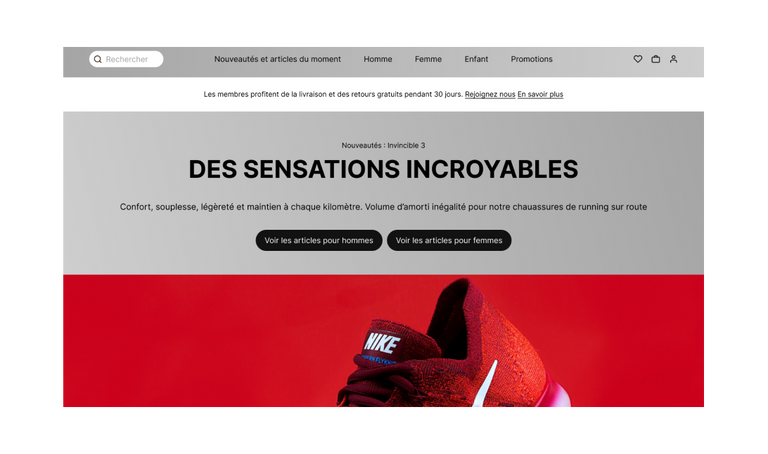 Rechercher
Nouveautés et articles du moment
Homme
Femme
Enfant
Promotions
Les membres profitent de la livraison et des retours gratuits pendant 30 jours. Rejoignez nous En savoir plus
Nouveautés : Invincible 3
DES SENSATIONS INCROYABLES
Confort, souplesse, légèreté et maintien à chaque kilomètre. Volume d'amorti inégalité pour notre chauassures de running sur route
Voir les articles pour hommes
Voir les articles pour femmes
NIKE